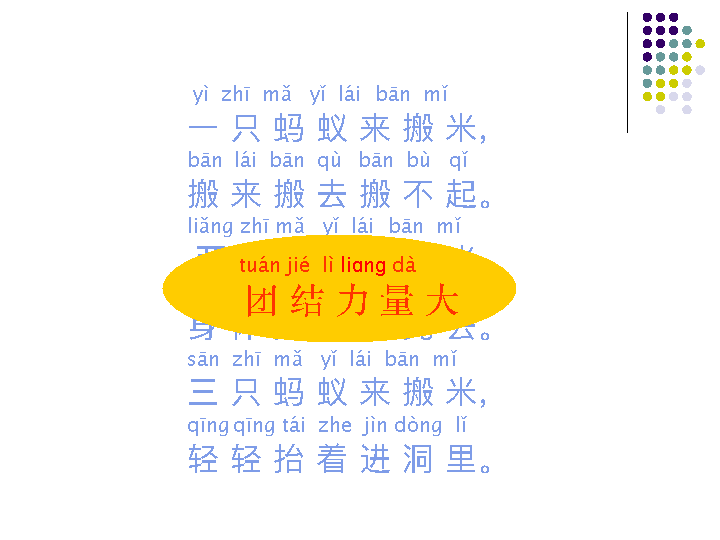 yì zhī mǎ yǐ lái bān mǐ
一只蚂蚁来搬米，
bān lái bān qù bān bù qǐ
搬来搬去搬不起。
liǎng zhī mǎ yǐ lái bān mǐ
tuán jié lì liang dà
团结力量大
sān zhī mǎ yǐ lái bān mǐ
三只蚂蚁来搬米，
qīng qīng tái zhe jìn dòng lǐ
轻轻抬着进洞里。